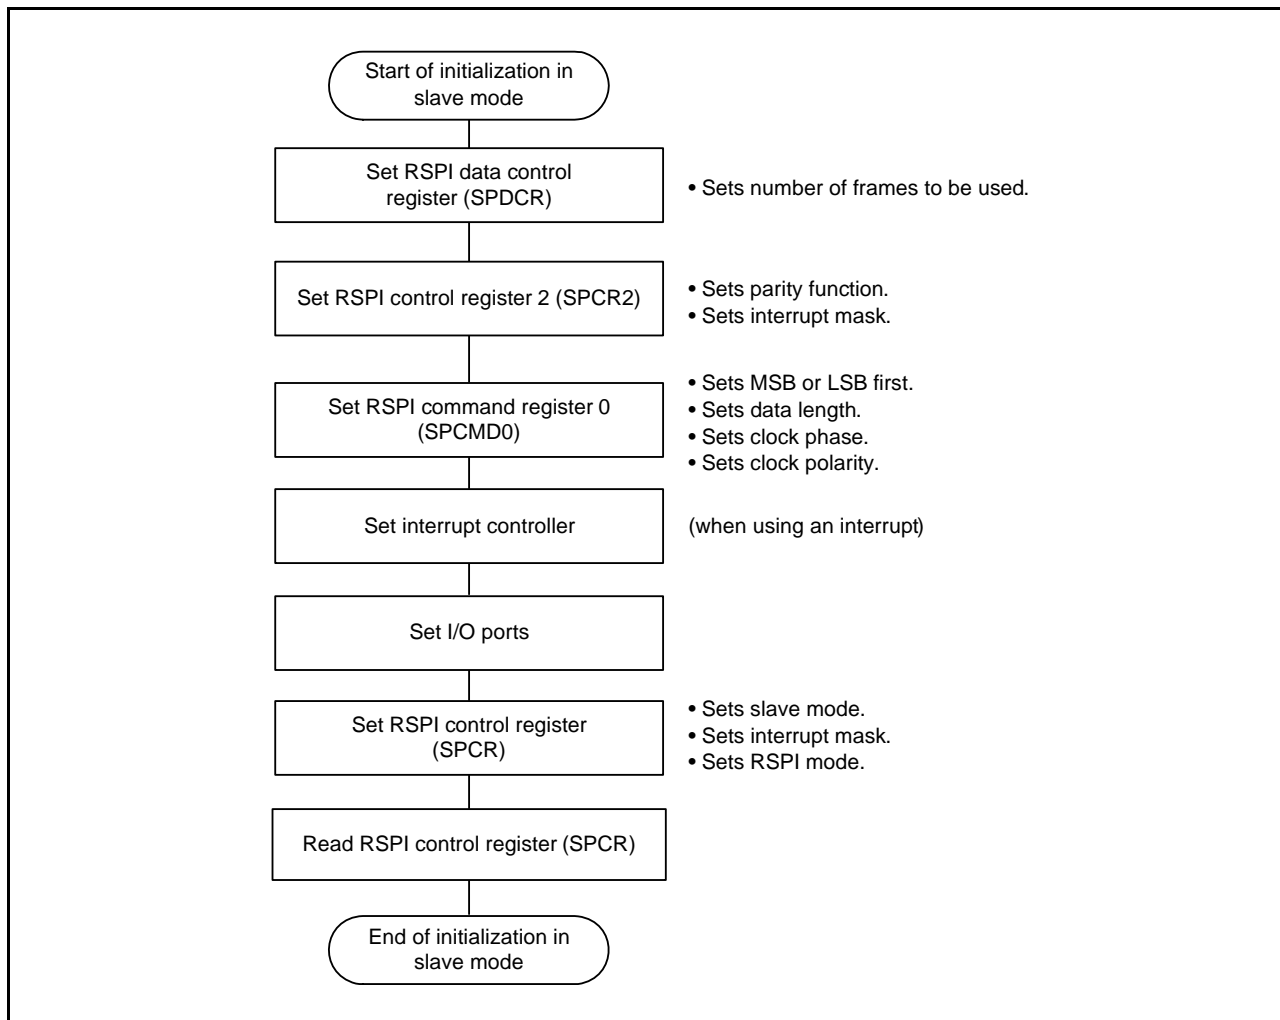 Start of initialization in
slave mode
Set RSPI data control
register (SPDCR)
• Sets number of frames to be used.
Set RSPI control register 2 (SPCR2)
• Sets parity function.
• Sets interrupt mask.
Set RSPI command register 0
(SPCMD0)
• Sets MSB or LSB first.
• Sets data length.
• Sets clock phase.
• Sets clock polarity.
Set interrupt controller
(when using an interrupt)
Set I/O ports
Set RSPI control register
(SPCR)
• Sets slave mode.
• Sets interrupt mask.
• Sets RSPI mode.
Read RSPI control register (SPCR)
End of initialization in
slave mode